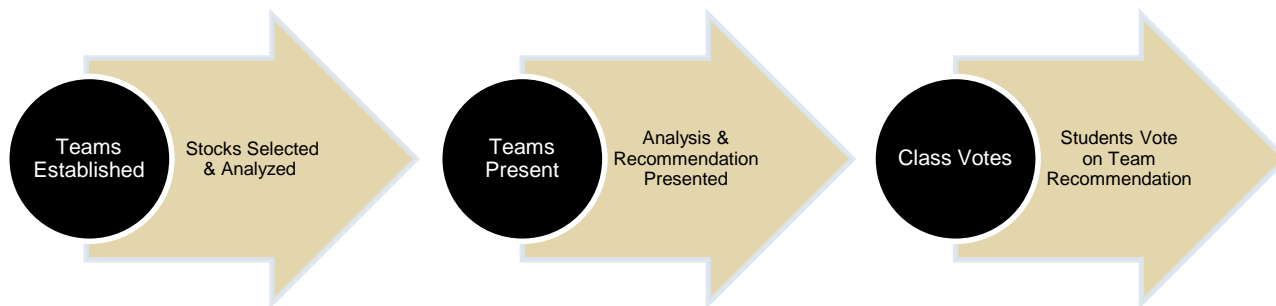 Teams
Established
Stocks Selected
& Analyzed
Teams
Present
Analysis &
Recommendation
Presented
Class Votes
Students Vote
on Team
Recommendation